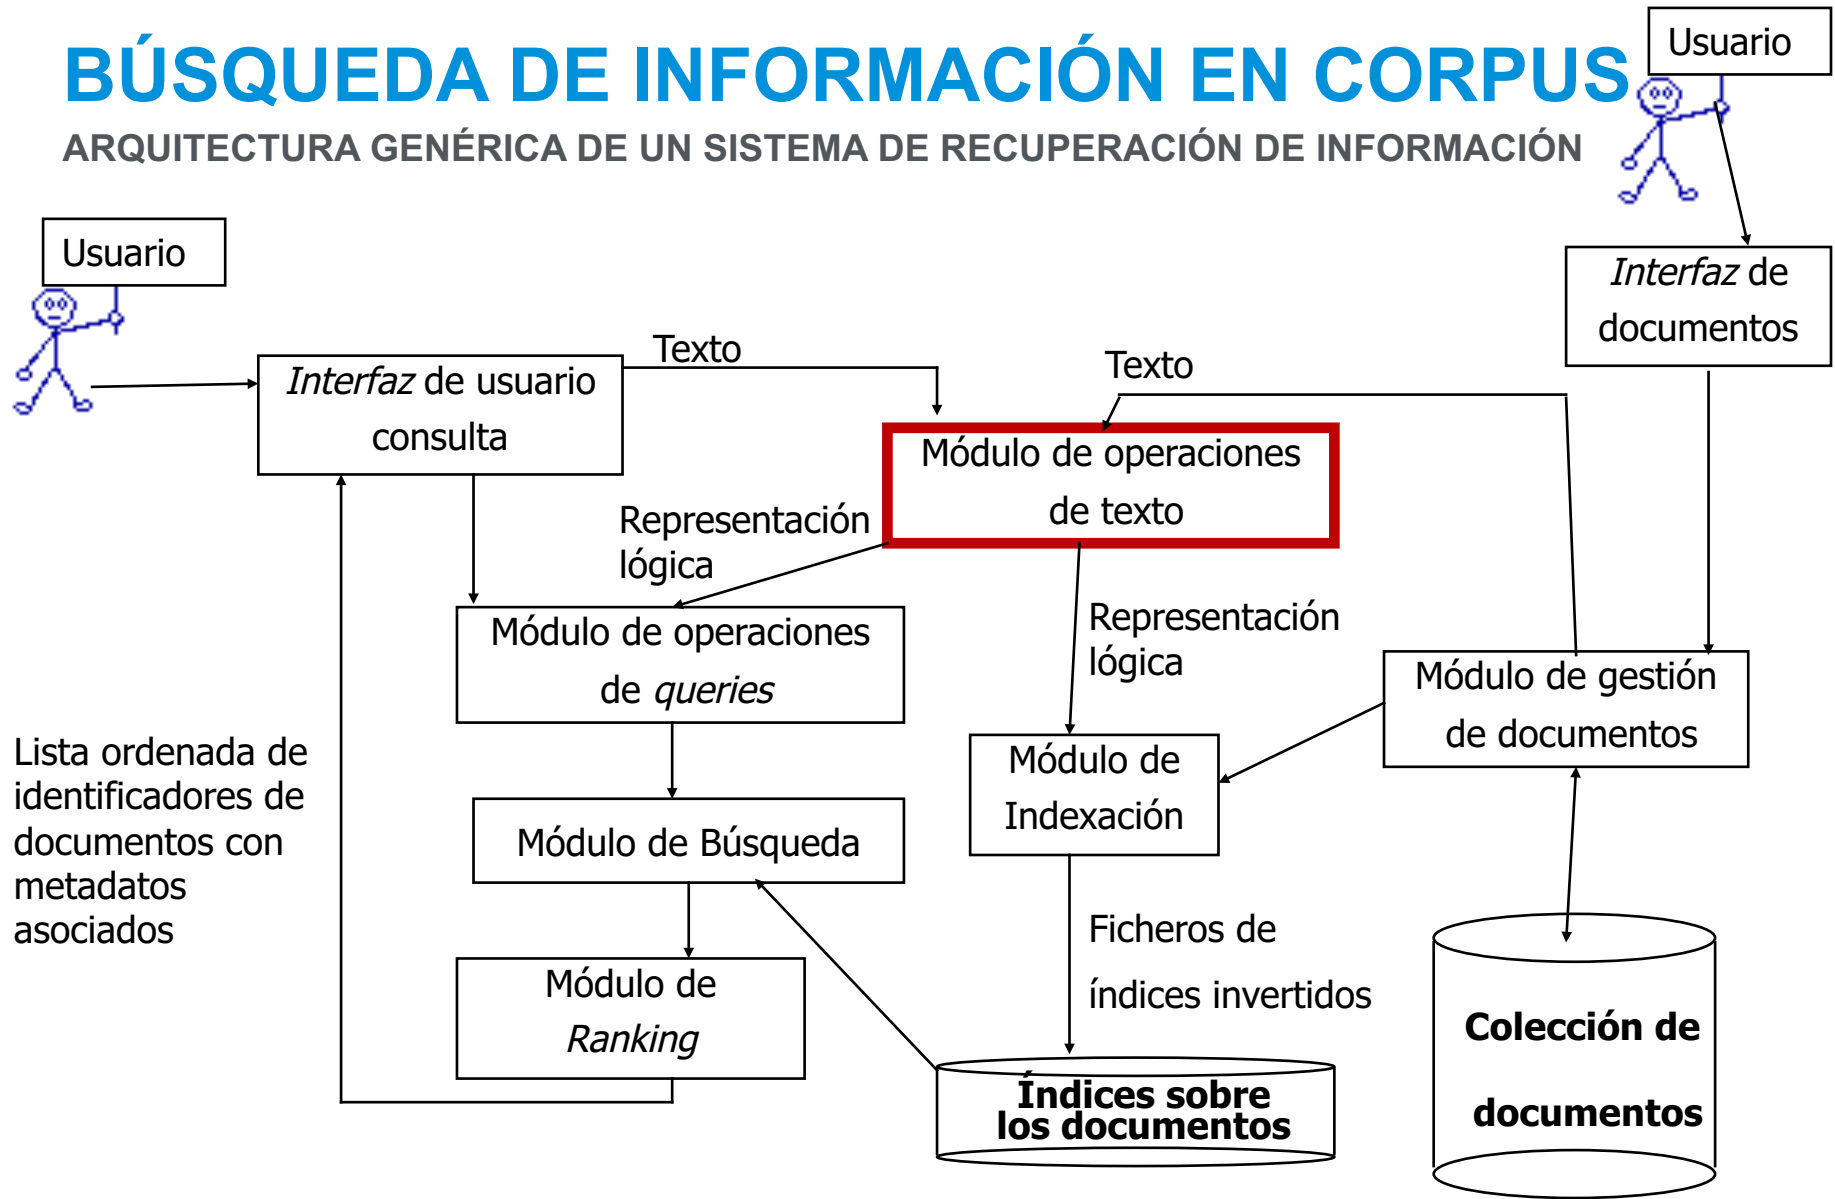 BÚSQUEDA DE INFORMACIÓN EN CORPUS
ARQUITECTURA GENÉRICA DE UN SISTEMA DE RECUPERACIÓN DE INFORMACIÓN
Usuario
Usuario
Interfaz de
documentos
Interfaz de usuario
consulta
Texto
Texto
Módulo de operaciones
de texto
Representación
lógica
Representación
lógica
Módulo de operaciones
de queries
Módulo de gestión
de documentos
Lista ordenada de
identificadores de
documentos con
metadatos
asociados
Módulo de
Indexación
Módulo de Búsqueda
Ficheros de
índices invertidos
Módulo de
Ranking
Colección de
documentos
Índices sobre
los documentos